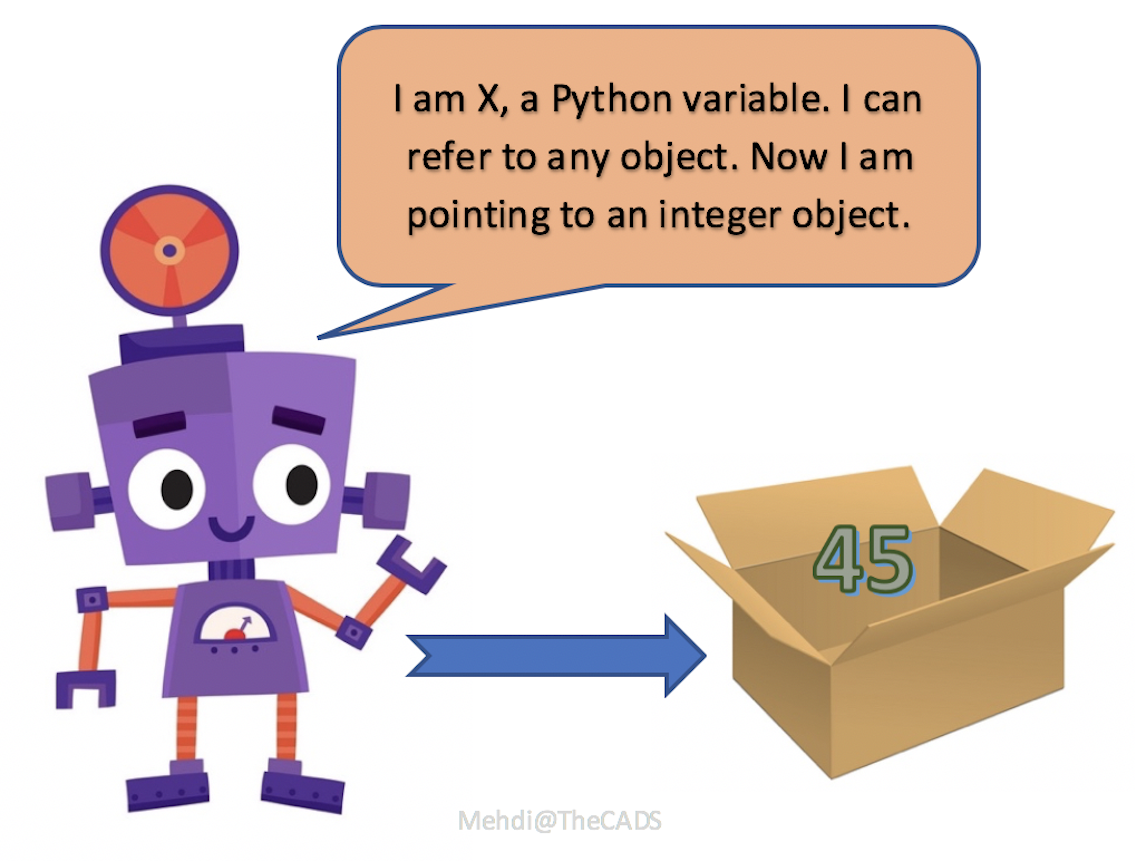 I am X, a Python variable. I can
refer to any object. Now I am
pointing to an integer object.
45
Mehdi@TheCADS